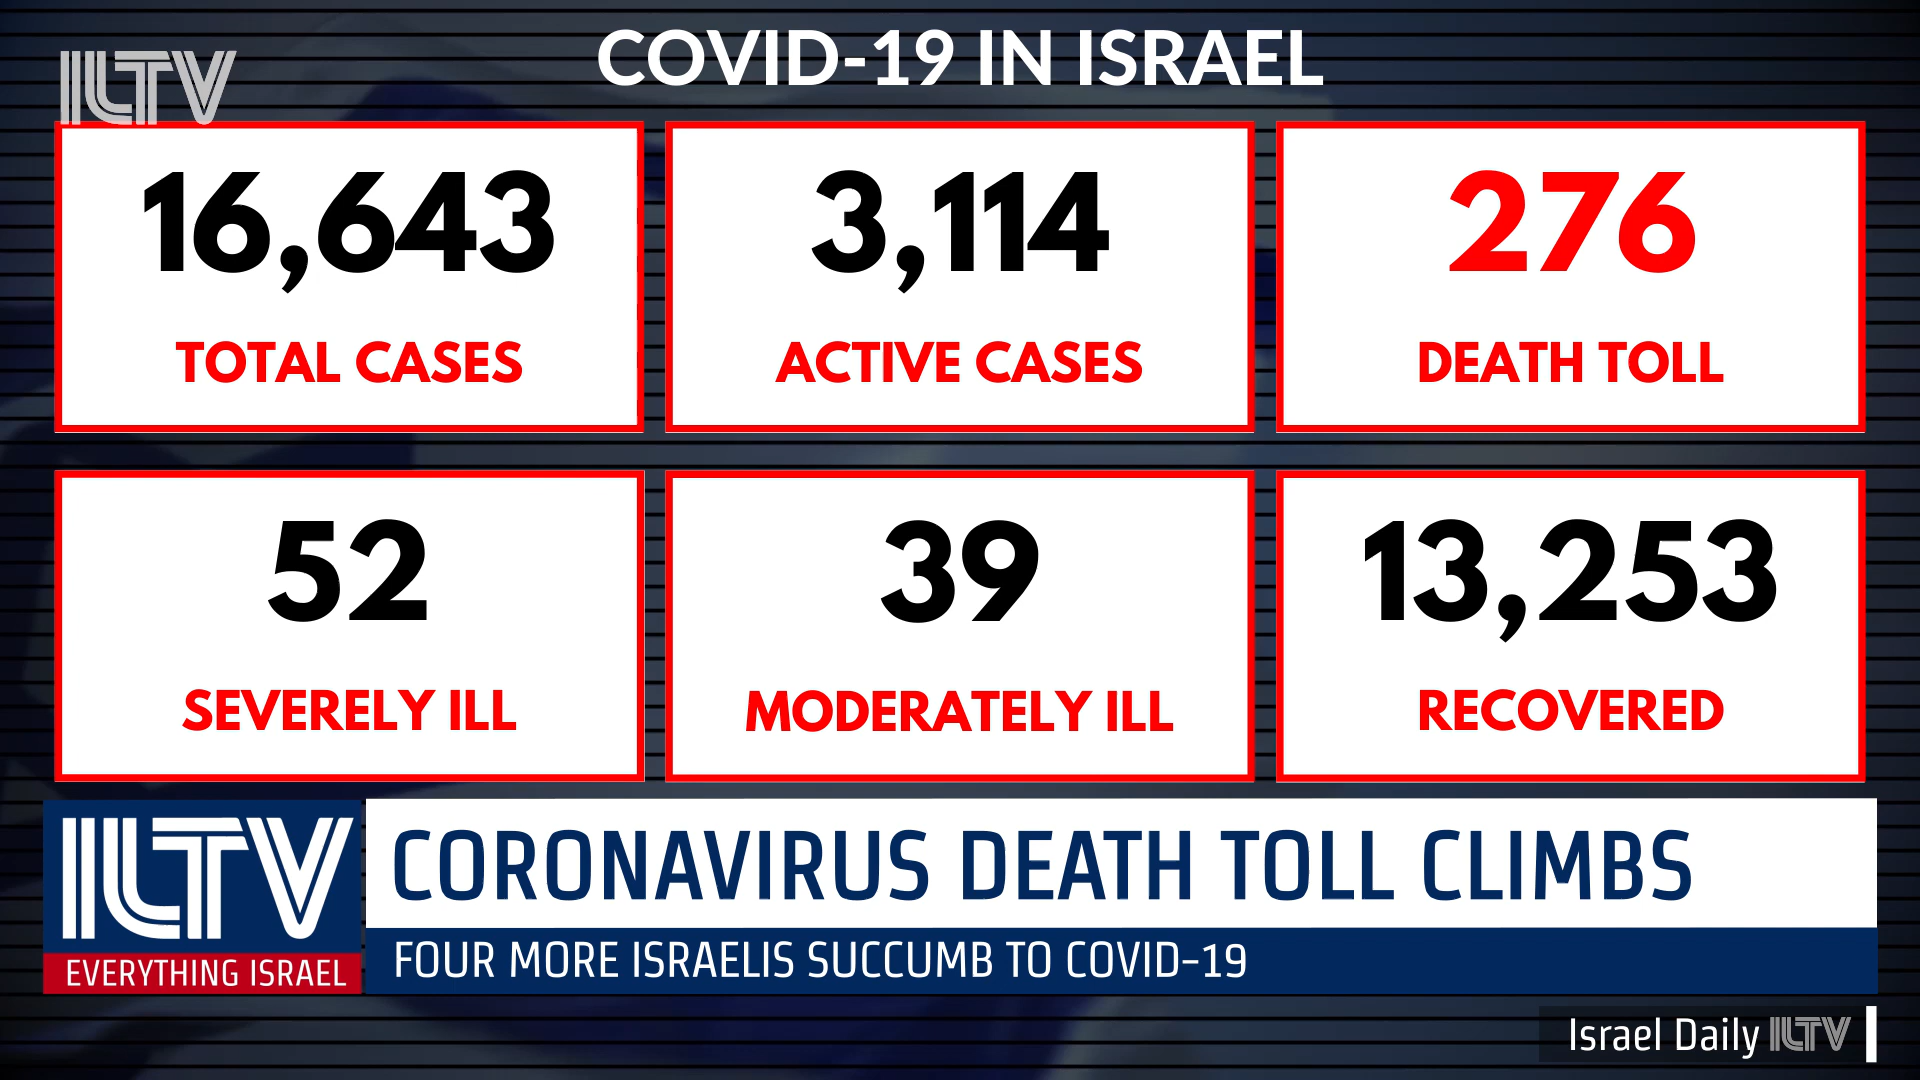 COVID-19 IN ISRAEL
ILTV
16,643
TOTAL CASES
3,114
ACTIVE CASES
276
DEATH TOLL
52
SEVERELY ILL
39
MODERATELY ILL
13,253
RECOVERED
ILTV
EVERYTHING ISRAEL
CORONAVIRUS DEATH TOLL CLIMBS
FOUR MORE ISRAELIS SUCCUMB TO COVID-19
Israel Daily ILTV